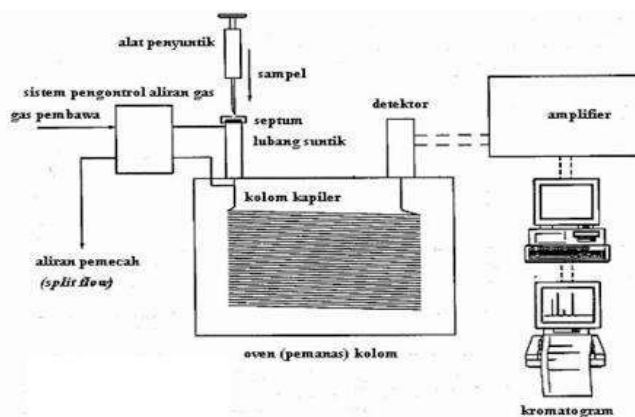 alat penyuntik
sampel
sistem pengontrol aliran gas
gas pembawa
septum
lubang suntik
detektor
amplifier
kolom kapiler
aliran pemecah
(split flow)
oven (pemanas) kolom
kromatogram